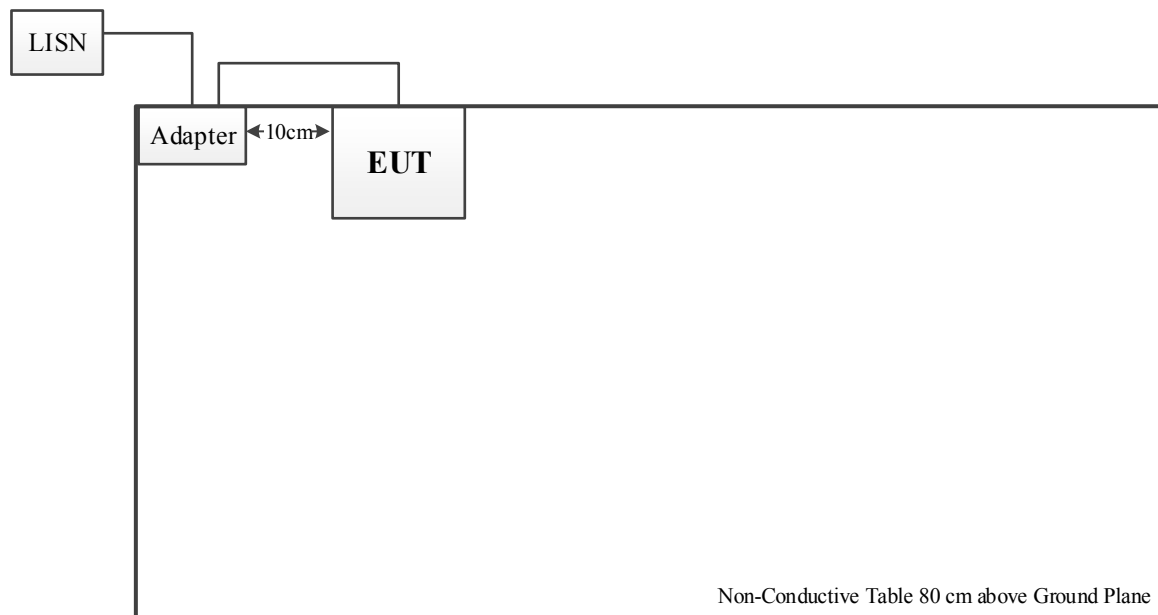 LISN
Adapter
10cm
EUT
Non-Conductive Table 80 cm above Ground Plane